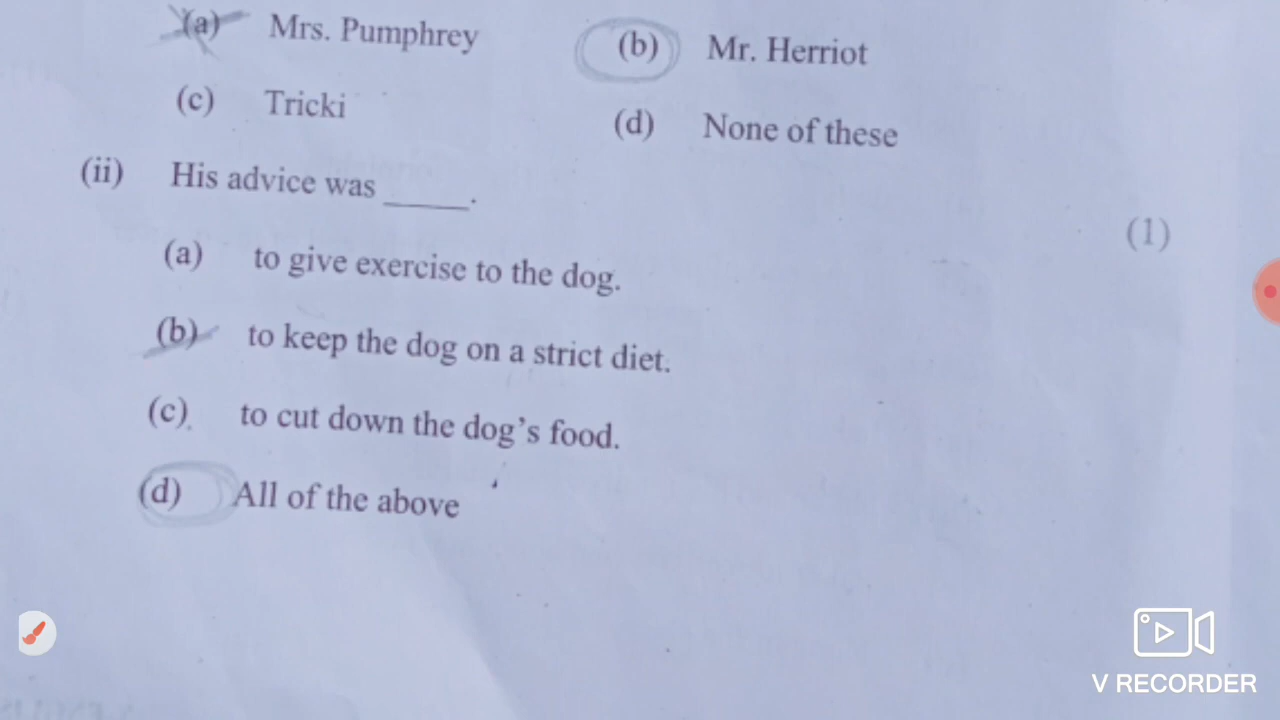 (a) Mrs. Pumphrey (b) Mr. Herriot
(c) Tricki (d) None of these
(ii) His advice was _____.
(1)
(a) to give exercise to the dog.
(b) to keep the dog on a strict diet.
(c) to cut down the dog's food.
(d) All of the above
V RECORDER